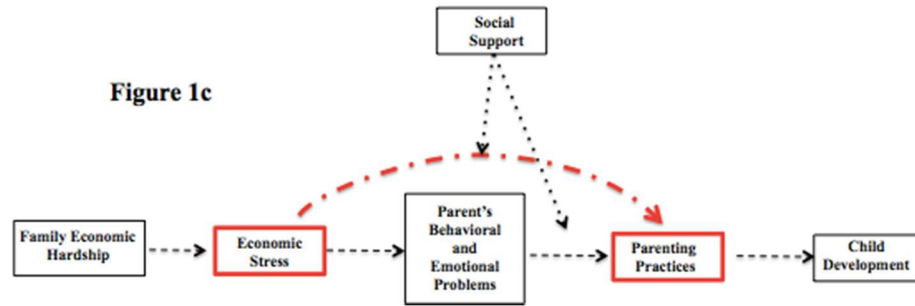 Social
Support
Figure 1c
Family Economic
Hardship
Economic
Stress
Parent's
Behavioral
and
Emotional
Problems
Parenting
Practices
Child
Development